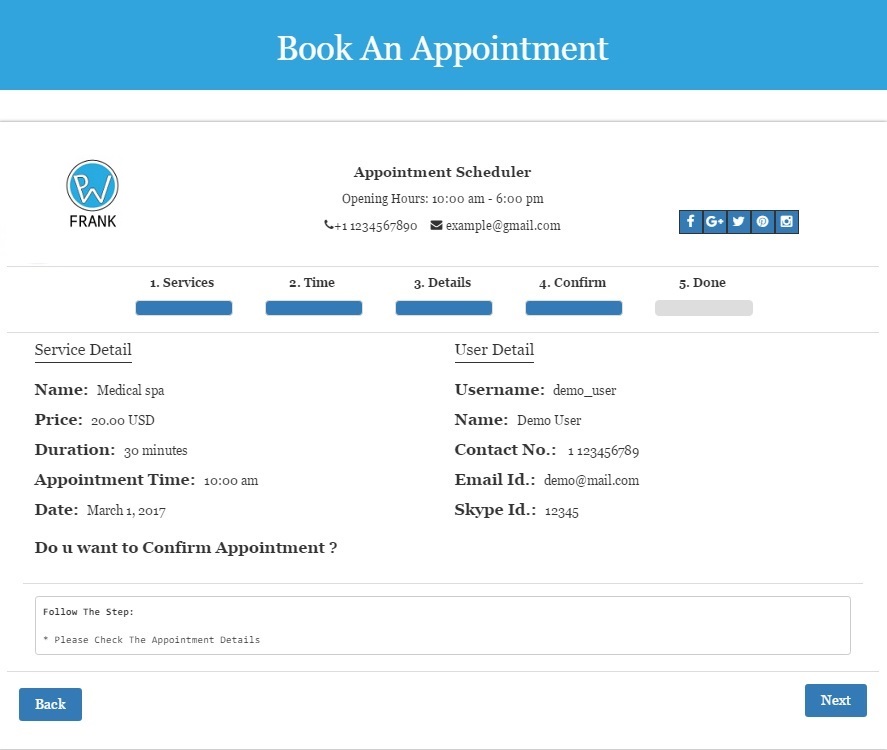 Book An Appointment
PW
FRANK
Appointment Scheduler
Opening Hours: 10:00 am - 6:00 pm
+1 1234567890 example@gmail.com
f G+
1. Services 2. Time 3. Details 4. Confirm 5. Done
Service Detail
Name: Medical spa
Price: 20.00 USD
Duration: 30 minutes
Appointment Time: 10:00 am
Date: March 1, 2017
User Detail
Username: demo_user
Name: Demo User
Contact No.: 1 123456789
Email Id.: demo@mail.com
Skype Id.: 12345
Do u want to Confirm Appointment ?
Follow The Step:
* Please Check The Appointment Details
Back Next